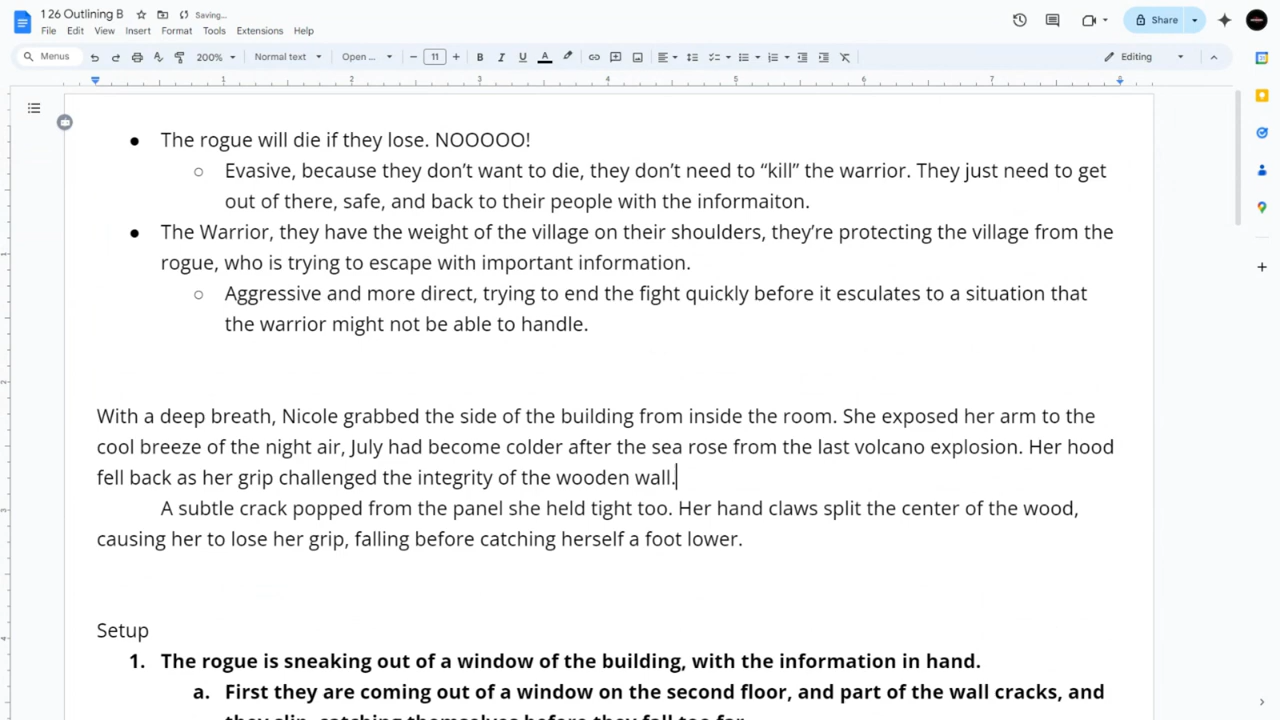 1 26 Outlining B Saving...
File Edit View Insert Format Tools Extensions Help
Share
Menus 200% Normal text Open ... 11 B I U A Editing
1 2 3 4 5 6 7 8
The rogue will die if they lose. NOOOOO!
Evasive, because they don’t want to die, they don’t need to “kill” the warrior. They just need to get
out of there, safe, and back to their people with the informaiton.
The Warrior, they have the weight of the village on their shoulders, they’re protecting the village from the
rogue, who is trying to escape with important information.
Aggressive and more direct, trying to end the fight quickly before it esculates to a situation that
the warrior might not be able to handle.
With a deep breath, Nicole grabbed the side of the building from inside the room. She exposed her arm to the
cool breeze of the night air, July had become colder after the sea rose from the last volcano explosion. Her hood
fell back as her grip challenged the integrity of the wooden wall.
A subtle crack popped from the panel she held tight too. Her hand claws split the center of the wood,
causing her to lose her grip, falling before catching herself a foot lower.
Setup
1. The rogue is sneaking out of a window of the building, with the information in hand.
a. First they are coming out of a window on the second floor, and part of the wall cracks, and
they slip, catching themselves before they fall too far.